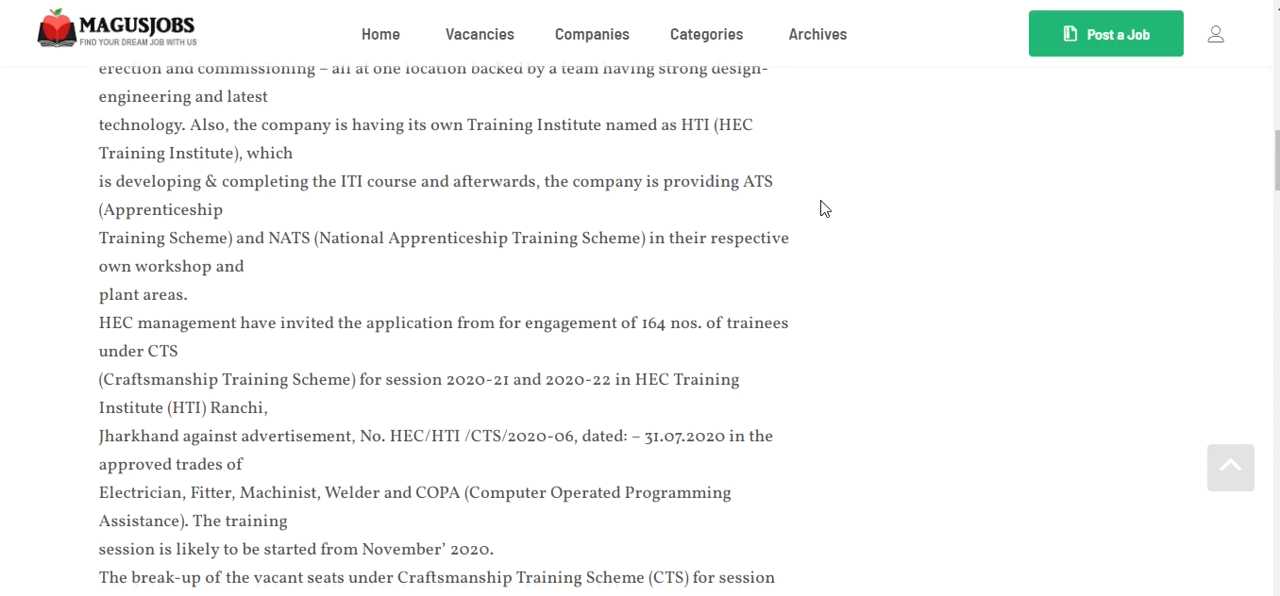 MAGUSJOBS
FIND YOUR DREAM JOB WITH US
Home
Vacancies
Companies
Categories
Archives
Post a Job
erection and commissioning – all at one location backed by a team having strong design-
engineering and latest
technology. Also, the company is having its own Training Institute named as HTI (HEC
Training Institute), which
is developing & completing the ITI course and afterwards, the company is providing ATS
(Apprenticeship
Training Scheme) and NATS (National Apprenticeship Training Scheme) in their respective
own workshop and
plant areas.
HEC management have invited the application from for engagement of 164 nos. of trainees
under CTS
(Craftsmanship Training Scheme) for session 2020-21 and 2020-22 in HEC Training
Institute (HTI) Ranchi,
Jharkhand against advertisement, No. HEC/HTI /CTS/2020-06, dated: – 31.07.2020 in the
approved trades of
Electrician, Fitter, Machinist, Welder and COPA (Computer Operated Programming
Assistance). The training
session is likely to be started from November’ 2020.
The break-up of the vacant seats under Craftsmanship Training Scheme (CTS) for session